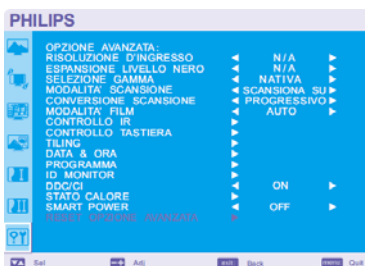 PHILIPS
OPZIONE AVANZATA:
RISOLUZIONE D'INGRESSO N/A
ESPANSIONE LIVELLO NERO N/A
SELEZIONE GAMMA NATIVA
MODALITA' SCANSIONE SCANSIONA SU
CONVERSIONE SCANSIONE PROGRESSIVO
MODALITA' FILM AUTO
CONTROLLO IR
CONTROLLO TASTIERA
TILING
DATA & ORA
PROGRAMMA
ID MONITOR
DDC/CI ON
STATO CALORE
SMART POWER OFF
RESET OPZIONE AVANZATA
Sel Adj exit Back menu Quit